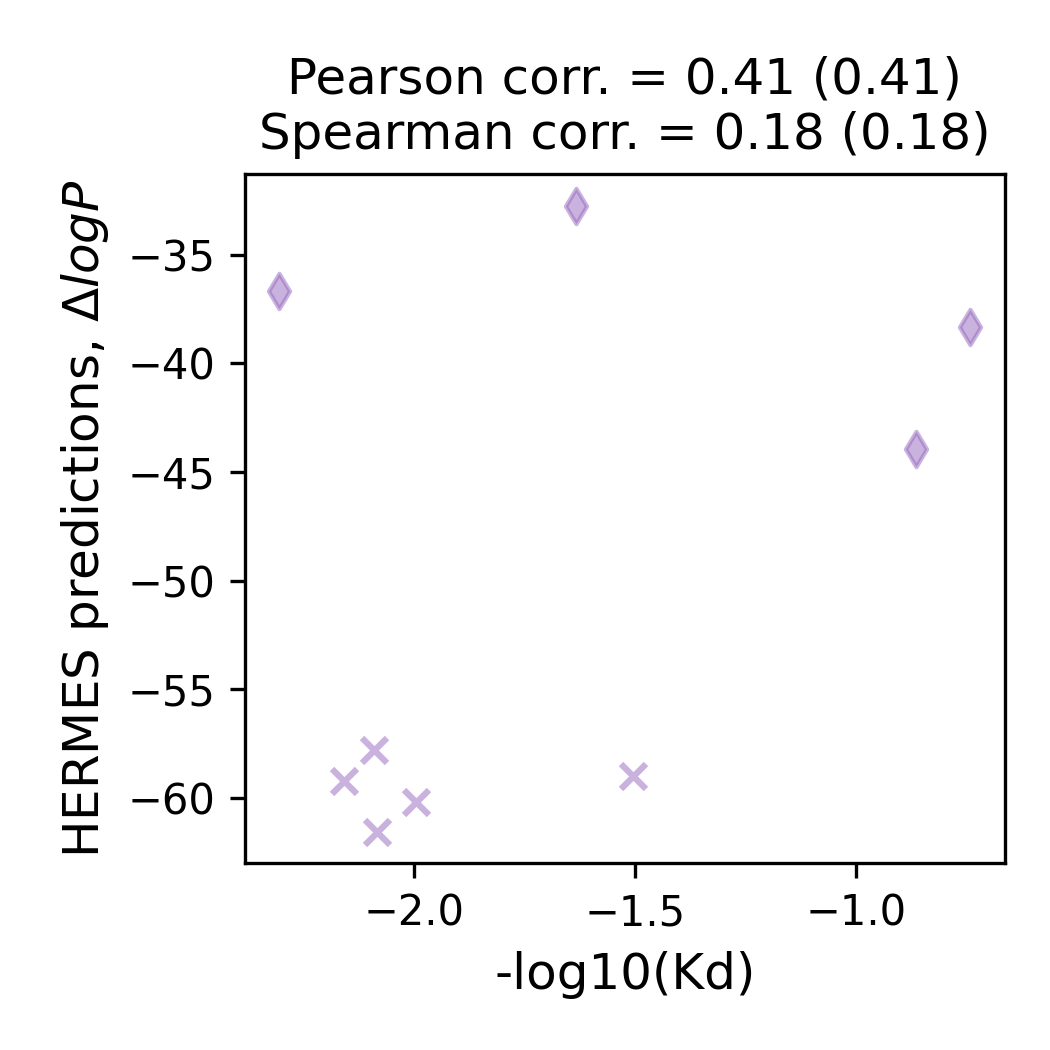 Pearson corr. = 0.41 (0.41)
Spearman corr. = 0.18 (0.18)
HERMES predictions, ΔlogP
−35
−40
−45
−50
−55
−60
−2.0
−1.5
−1.0
-log10(Kd)